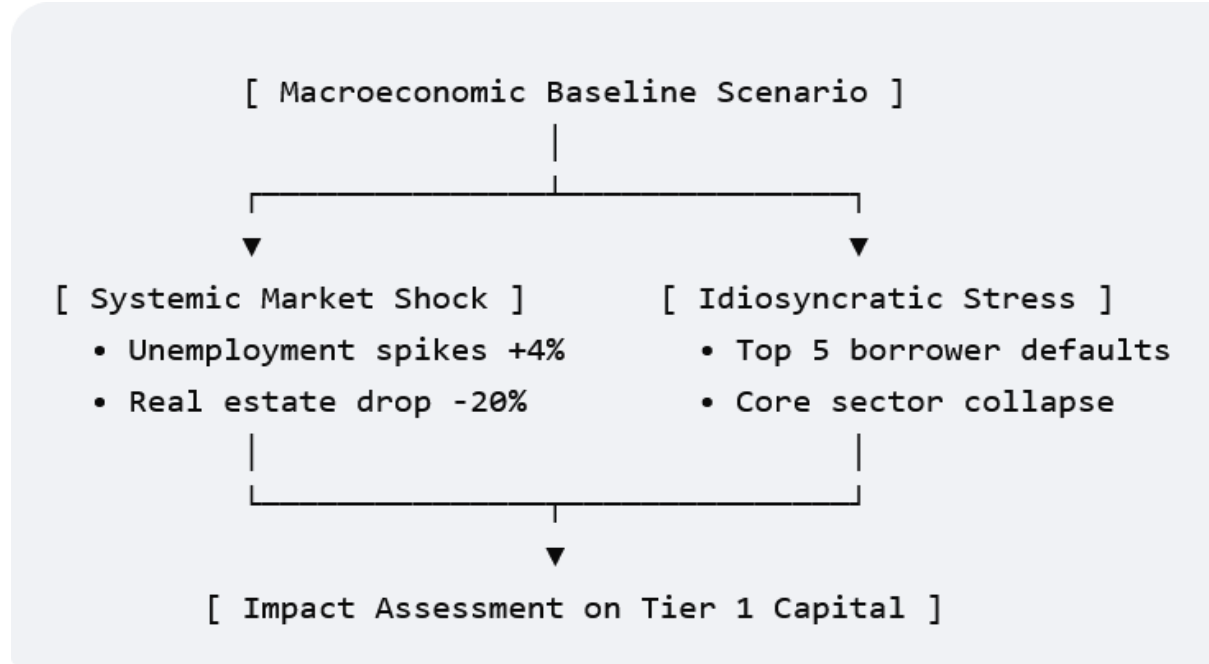 [ Macroeconomic Baseline Scenario ]
[ Systemic Market Shock ]
• Unemployment spikes +4%
• Real estate drop -20%
[ Idiosyncratic Stress ]
• Top 5 borrower defaults
• Core sector collapse
[ Impact Assessment on Tier 1 Capital ]